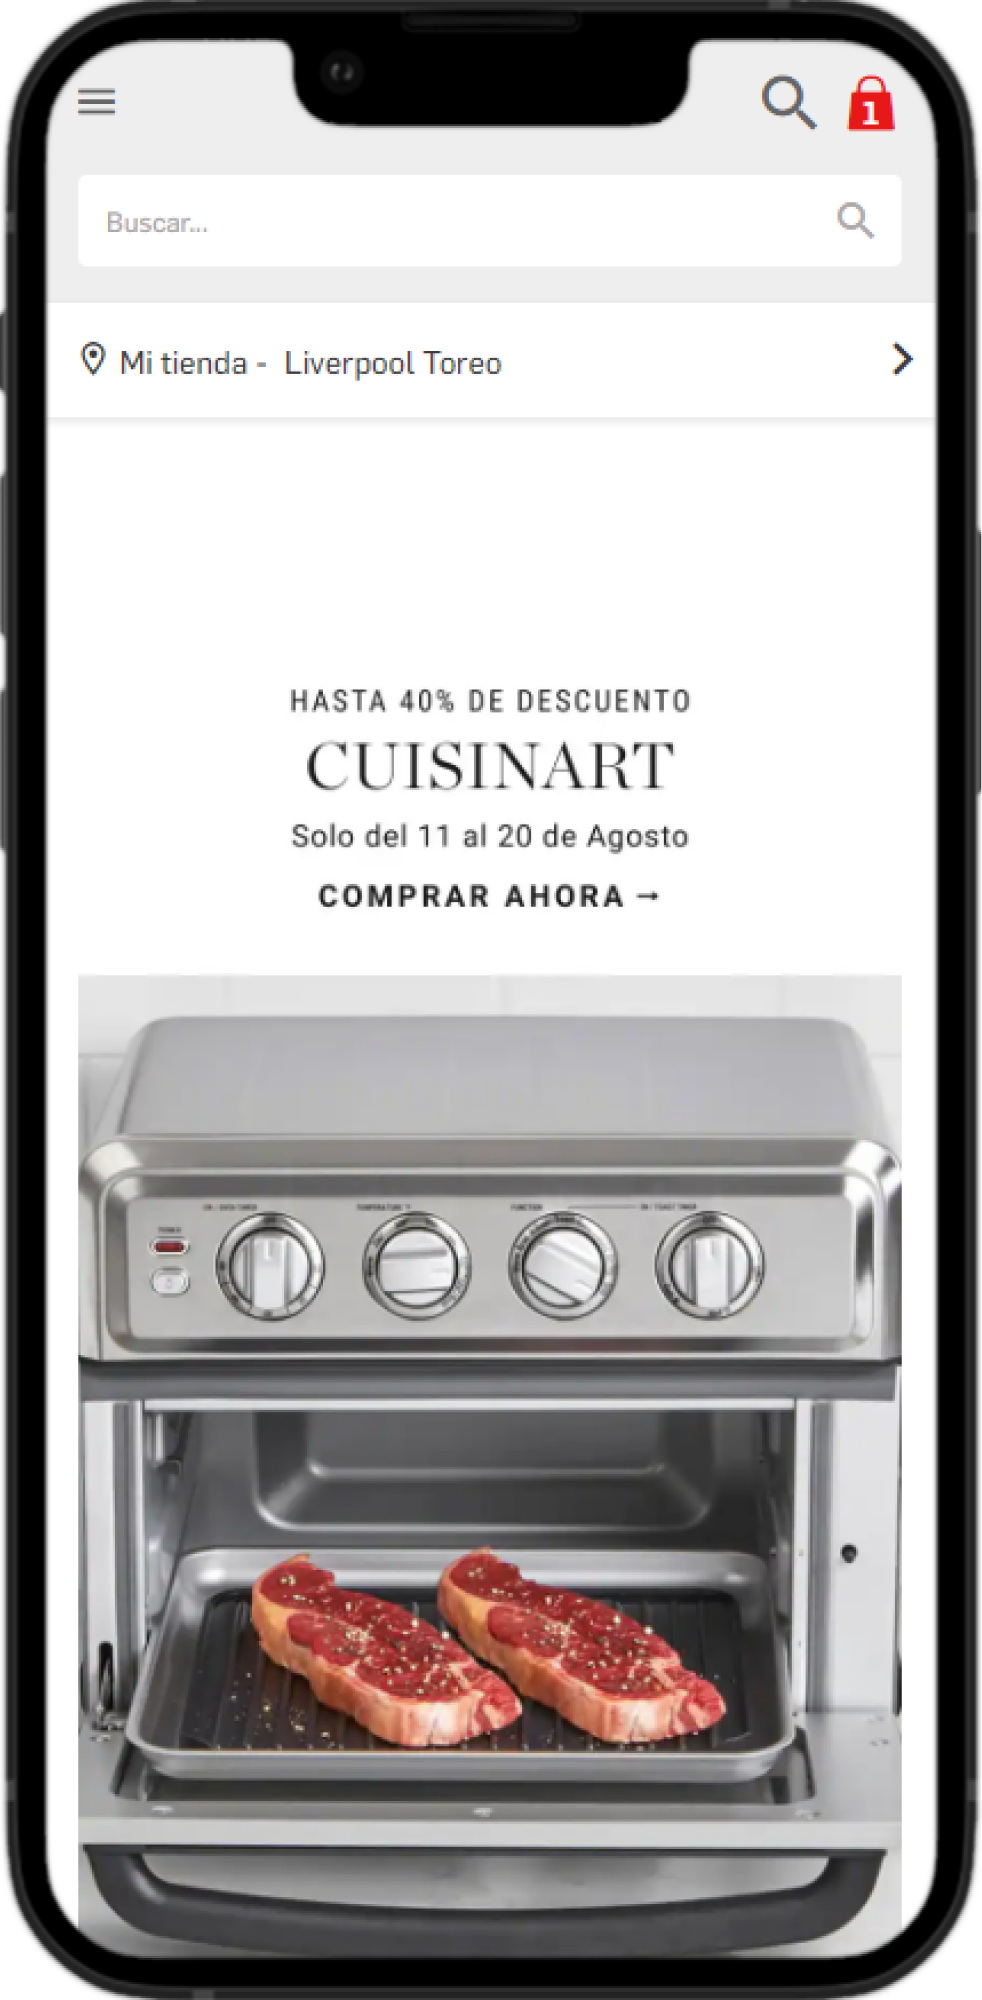 1
Buscar...
Mi tienda - Liverpool Toreo
HASTA 40% DE DESCUENTO
CUISINART
Solo del 11 al 20 de Agosto
COMPRAR AHORA →
FUNCTION